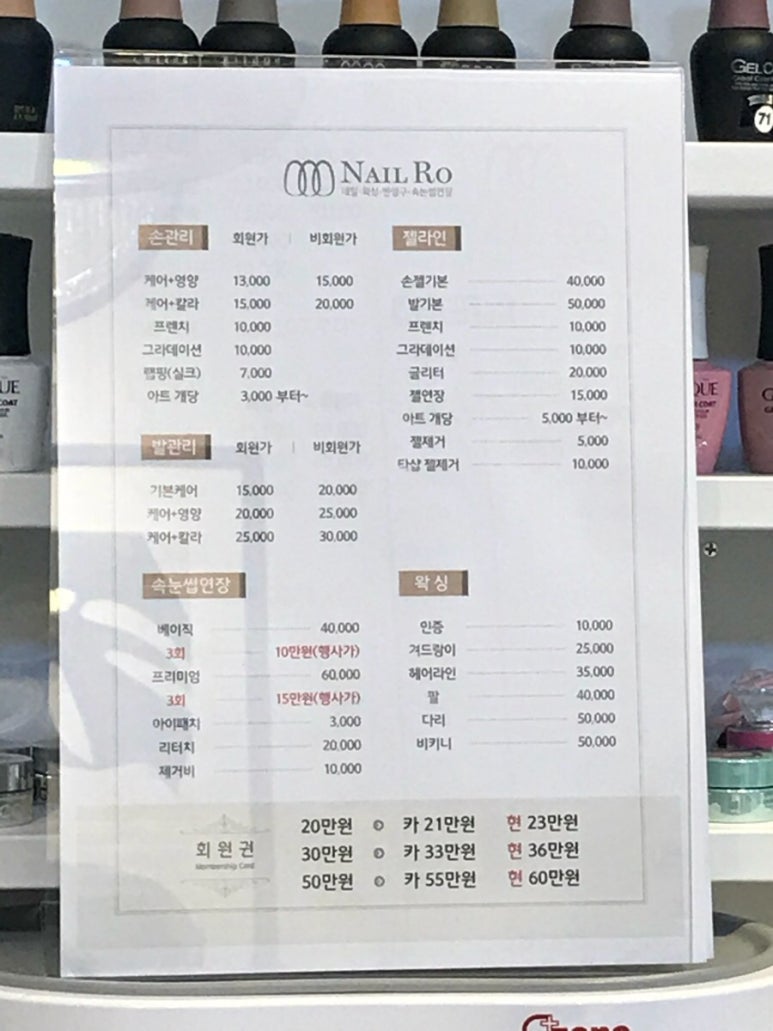 NAIL RO
네일·왁싱·반영구·속눈썹연장
손관리 회원가 | 비회원가
케어+영양 13,000 15,000
케어+칼라 15,000 20,000
프렌치 10,000
그라데이션 10,000
랩핑(실크) 7,000
아트 개당 3,000 부터~
발관리 회원가 | 비회원가
기본케어 15,000 20,000
케어+영양 20,000 25,000
케어+칼라 25,000 30,000
젤라인
손젤기본 40,000
발기본 50,000
프렌치 10,000
그라데이션 10,000
글리터 20,000
젤연장 15,000
아트 개당 5,000 부터~
젤제거 5,000
타샵 젤제거 10,000
속눈썹연장
베이직 40,000
3회 10만원(행사가)
프리미엄 60,000
3회 15만원(행사가)
아이패치 3,000
리터치 20,000
제거비 10,000
왁싱
인중 10,000
겨드랑이 25,000
헤어라인 35,000
팔 40,000
다리 50,000
비키니 50,000
회원권
Membership Card
20만원 카 21만원 현 23만원
30만원 카 33만원 현 36만원
50만원 카 55만원 현 60만원
GEL
71